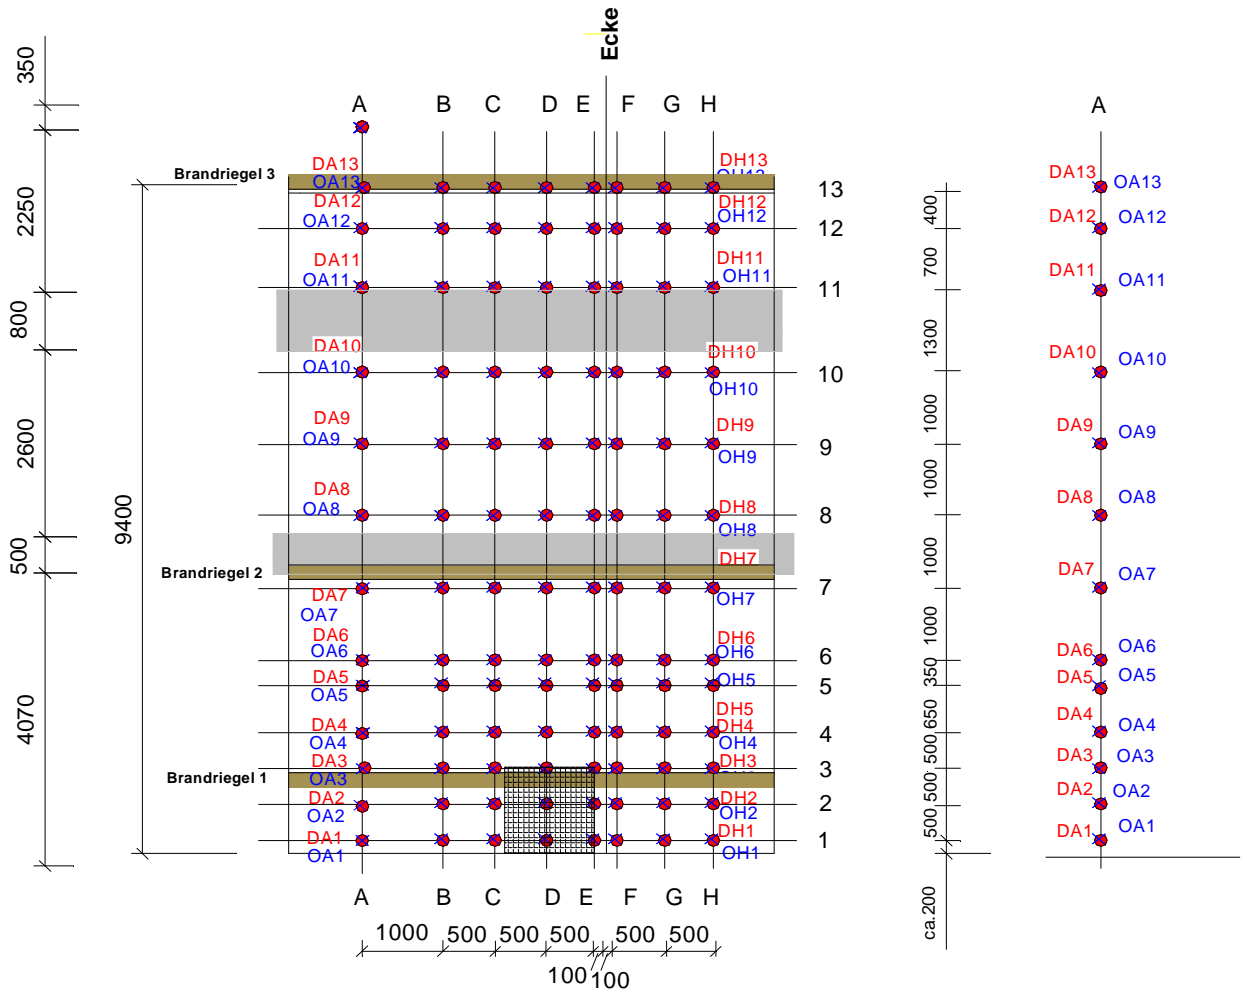 Ecke
350
A B C D E F G H
A
Brandriegel 3
DA13
OA13
DH13
13
DA12
OA12
DH12
OH12
12
DA11
OA11
DH11
OH11
11
DA10
OA10
DH10
OH10
10
DA9
OA9
DH9
OH9
9
DA8
OA8
DH8
OH8
8
Brandriegel 2
DH7
DA7
OA7
OH7
7
DA6
OA6
DH6
OH6
6
DA5
OA5
OH5
5
DH5
DA4
OA4
DH4
OH4
4
DA3
OA3
DH3
3
Brandriegel 1
DA2
OA2
DH2
OH2
2
DA1
OA1
DH1
OH1
1
2250
800
2600
500
4070
9400
400
700
1300
1000
1000
1000
1000
350
650
500
500
500
ca.200
DA13 OA13
DA12 OA12
DA11 OA11
DA10 OA10
DA9 OA9
DA8 OA8
DA7 OA7
DA6 OA6
DA5 OA5
DA4 OA4
DA3 OA3
DA2 OA2
DA1 OA1
A B C D E F G H
1000 500 500 500 500 500
100 100